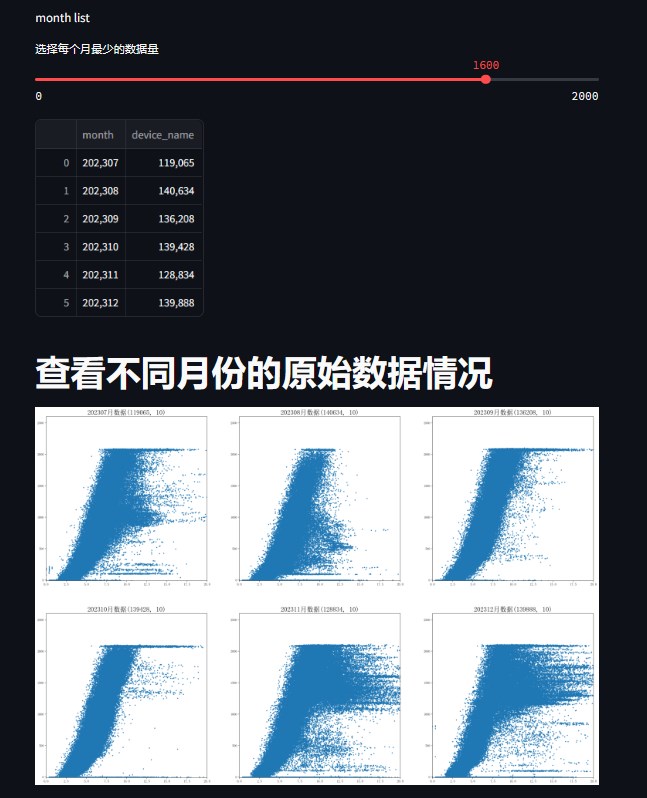 month list
选择每个月最少的数据量
1600
0 2000
month device_name
0 202,307 119,065
1 202,308 140,634
2 202,309 136,208
3 202,310 139,428
4 202,311 128,834
5 202,312 139,888
查看不同月份的原始数据情况
202307月数据(119065, 10) 202308月数据(140634, 10) 202309月数据(136208, 10)
202310月数据(139428, 10) 202311月数据(128834, 10) 202312月数据(139888, 10)